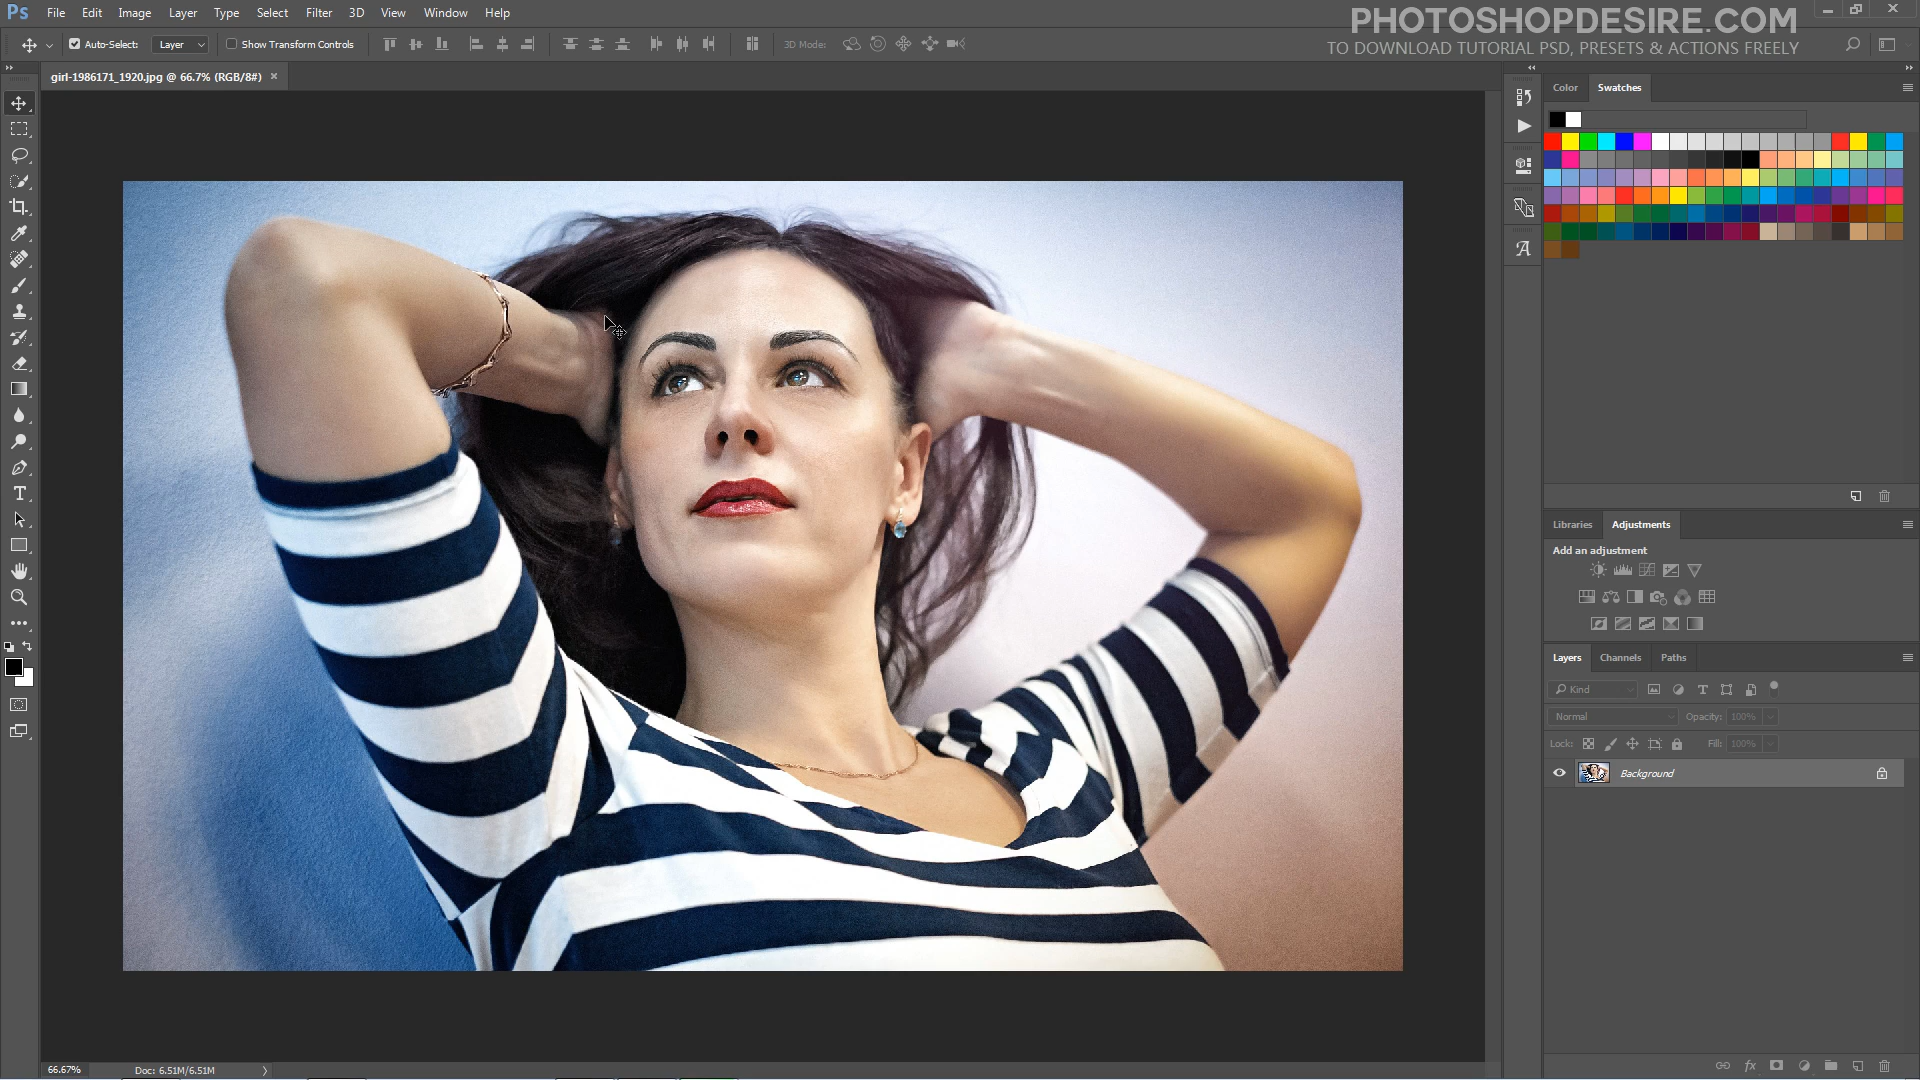 Ps File Edit Image Layer Type Select Filter 3D View Window Help
PHOTOSHOPDESIRE.COM
TO DOWNLOAD TUTORIAL PSD, PRESETS & ACTIONS FREELY
Auto-Select: Layer Show Transform Controls 3D Mode:
girl-1986171_1920.jpg @ 66.7% (RGB/8#) ×
Color Swatches
Libraries Adjustments
Add an adjustment
Layers Channels Paths
Kind
Normal Opacity: 100%
Lock: Fill: 100%
Background
66.67% Doc: 6.51M/6.51M
fx